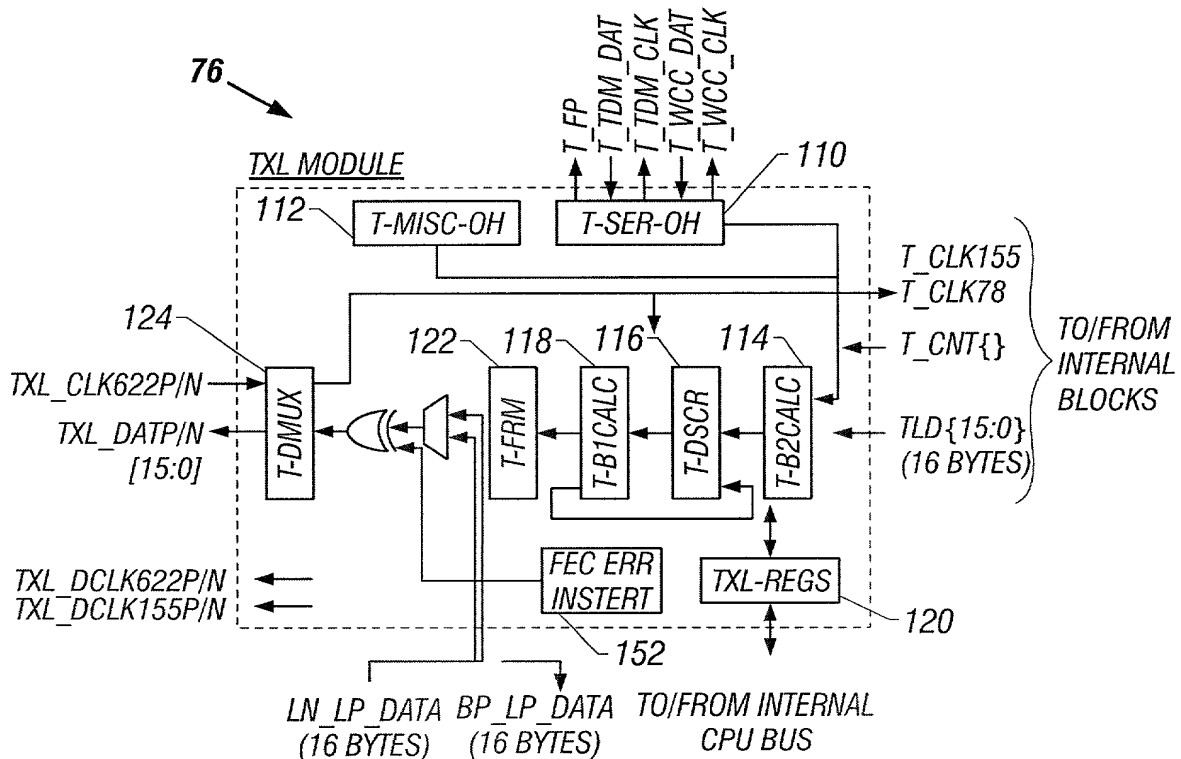 76
TXL MODULE
T_FP
T_TDM_DAT
T_TDM_CLK
T_WCC_DAT
T_WCC_CLK
110
112
T-MISC-OH
T-SER-OH
T_CLK155
T_CLK78
T_CNT{}
TLD{15:0}
(16 BYTES)
TO/FROM
INTERNAL
BLOCKS
124
122
118
116
114
TXL_CLK622P/N
TXL_DATP/N
[15:0]
T-DMUX
T-FRM
T-B1CALC
T-DSCR
T-B2CALC
TXL_DCLK622P/N
TXL_DCLK155P/N
FEC ERR
INSTERT
TXL-REGS
152
120
LN_LP_DATA
(16 BYTES)
BP_LP_DATA
(16 BYTES)
TO/FROM INTERNAL
CPU BUS